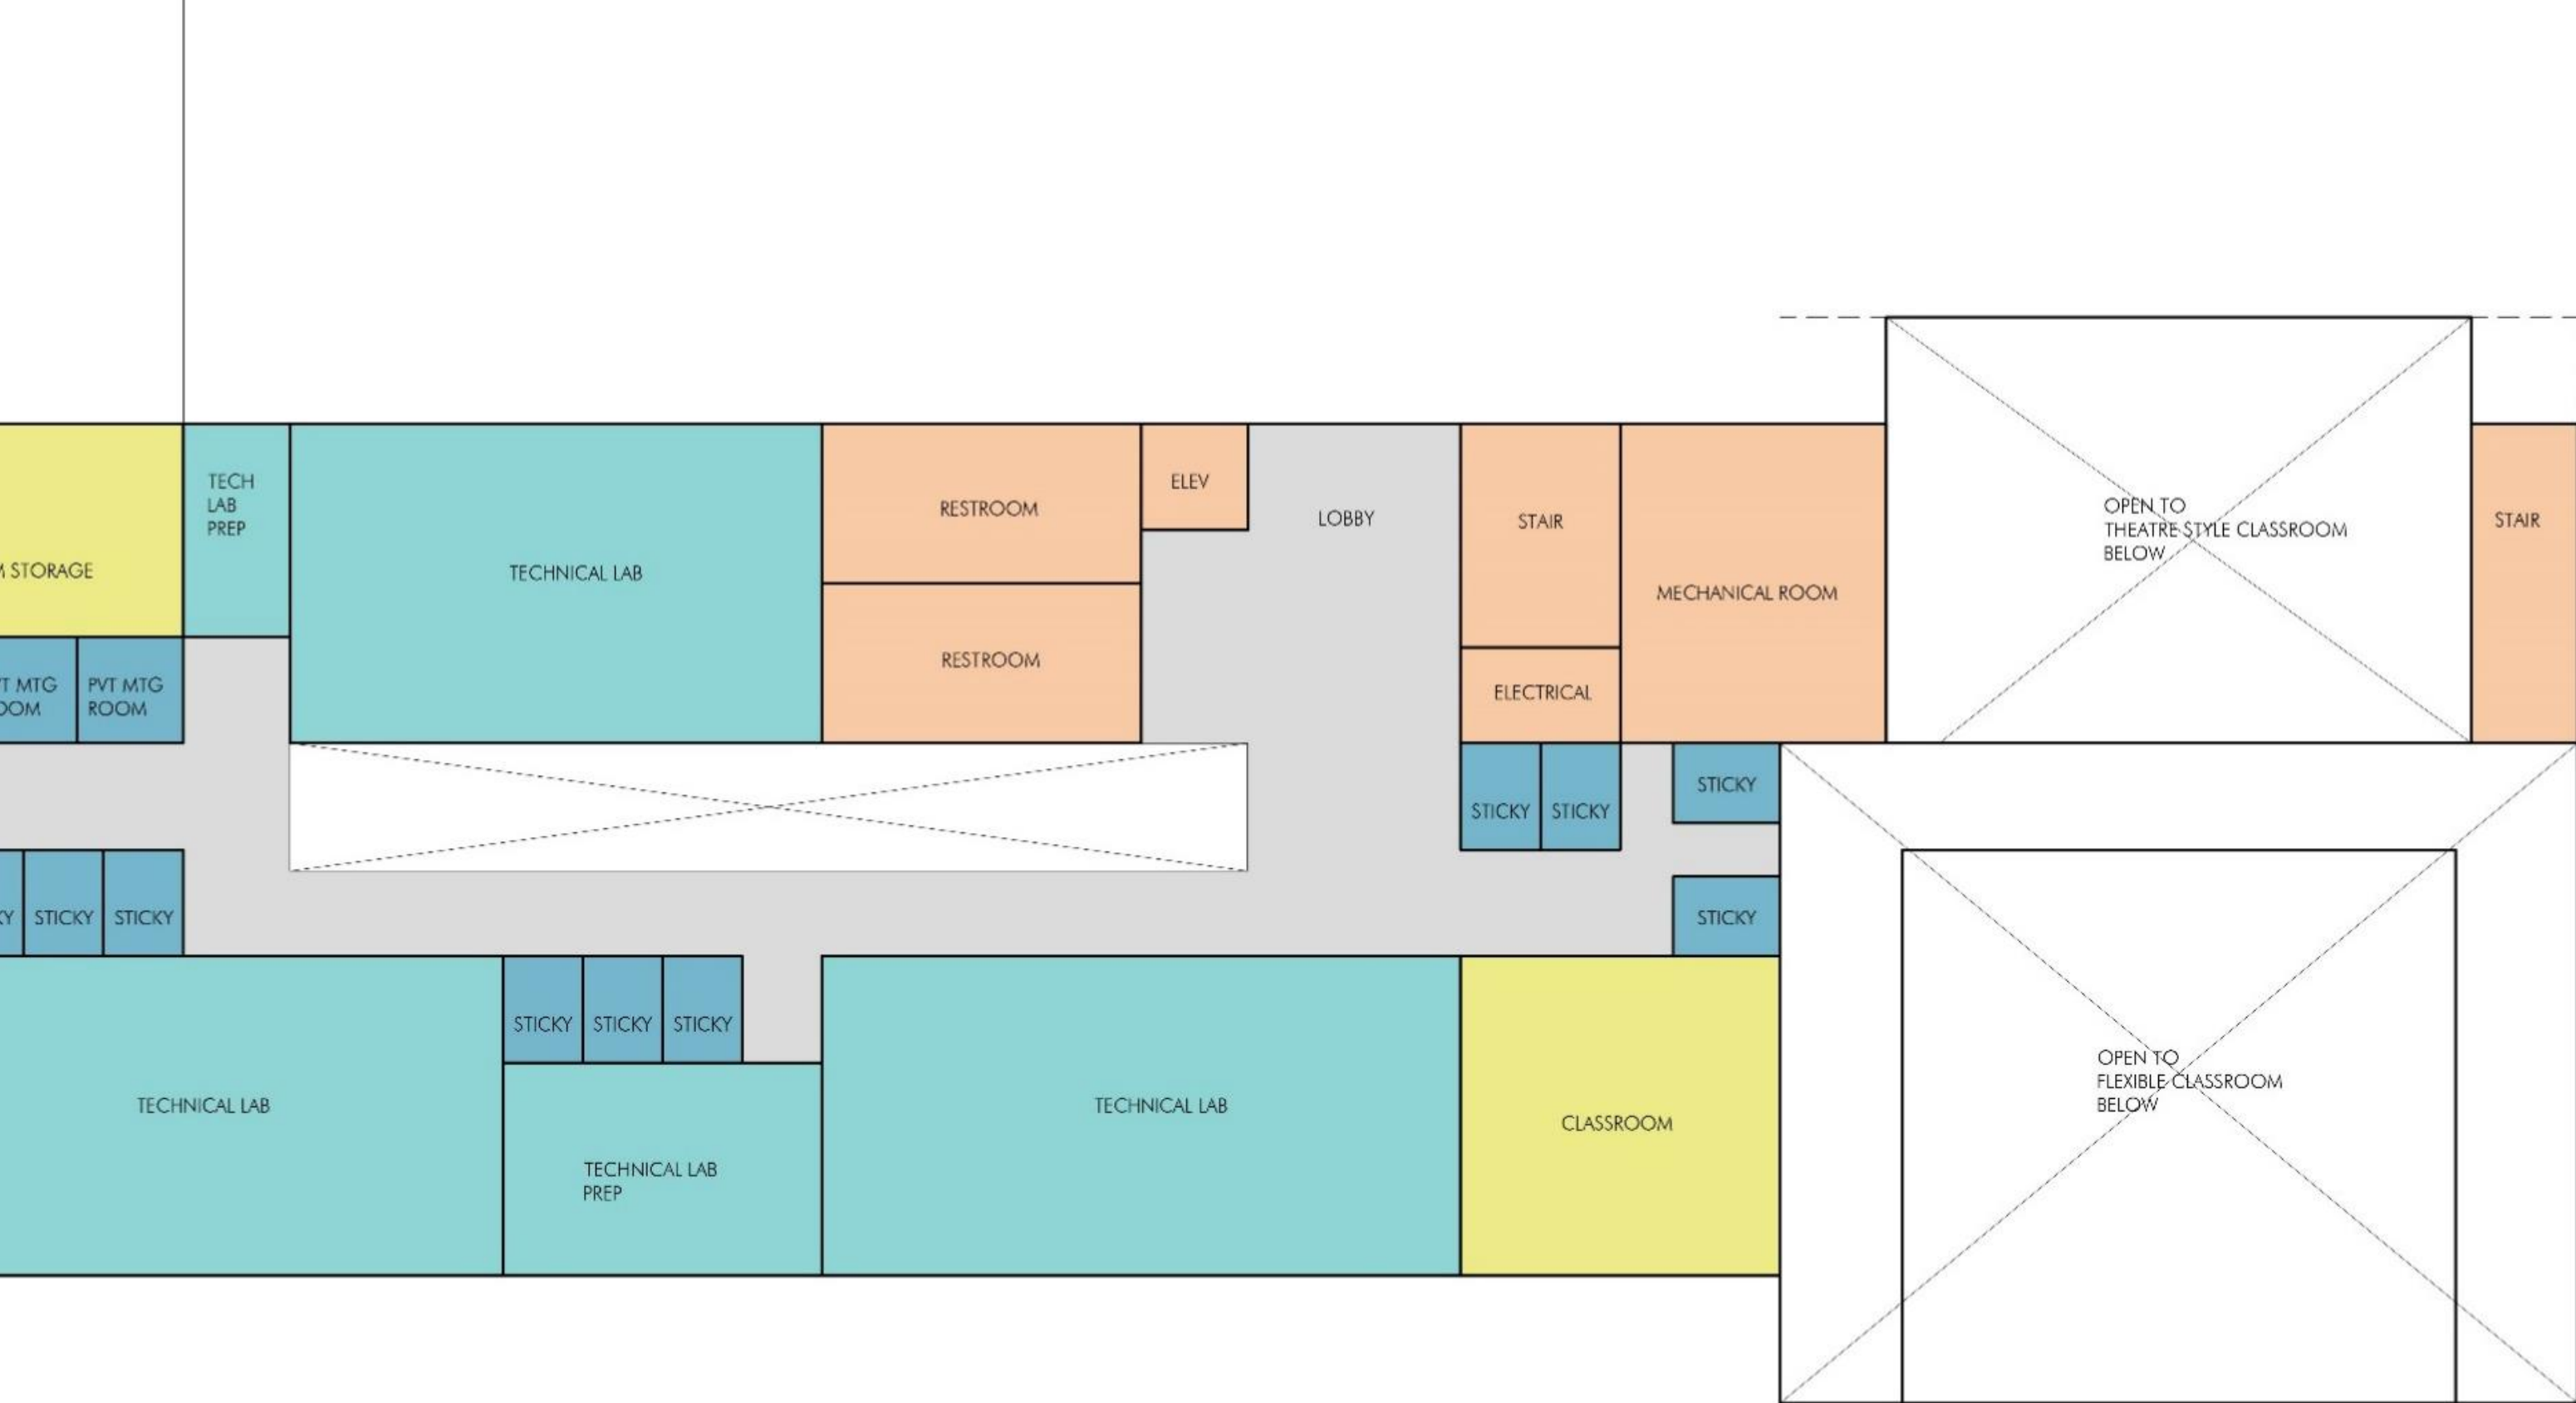 TECH
LAB
PREP
ELEV
RESTROOM
LOBBY
STAIR
STAIR
OPEN TO
THEATRE STYLE CLASSROOM
BELOW
STORAGE
TECHNICAL LAB
MECHANICAL ROOM
RESTROOM
ELECTRICAL
MTG
PVT MTG
ROOM
STICKY
STICKY
STICKY
STICKY
STICKY
STICKY
STICKY
STICKY
STICKY
OPEN TO
FLEXIBLE CLASSROOM
BELOW
TECHNICAL LAB
TECHNICAL LAB
CLASSROOM
TECHNICAL LAB
PREP